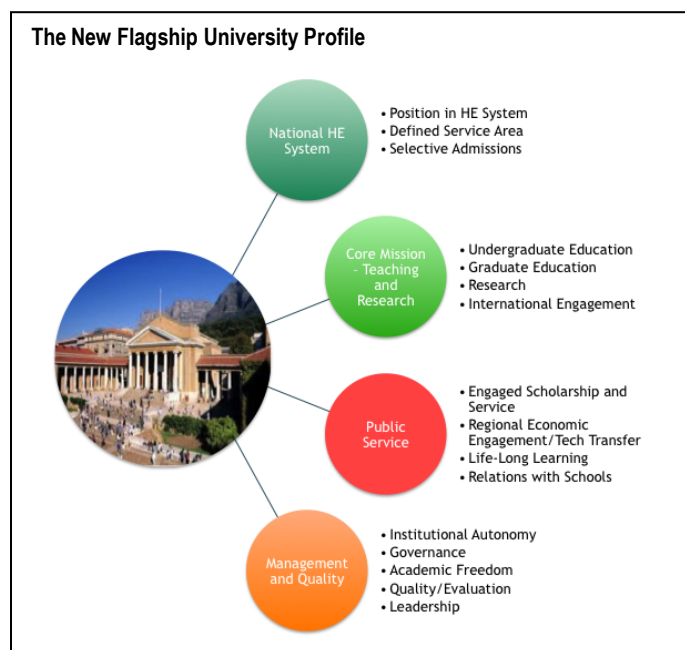 The New Flagship University Profile
National HE
System
• Position in HE System
• Defined Service Area
• Selective Admissions
Core Mission
- Teaching
and
Research
• Undergraduate Education
• Graduate Education
• Research
• International Engagement
Public
Service
• Engaged Scholarship and
Service
• Regional Economic
Engagement/Tech Transfer
• Life-Long Learning
• Relations with Schools
Management
and Quality
• Institutional Autonomy
• Governance
• Academic Freedom
• Quality/Evaluation
• Leadership